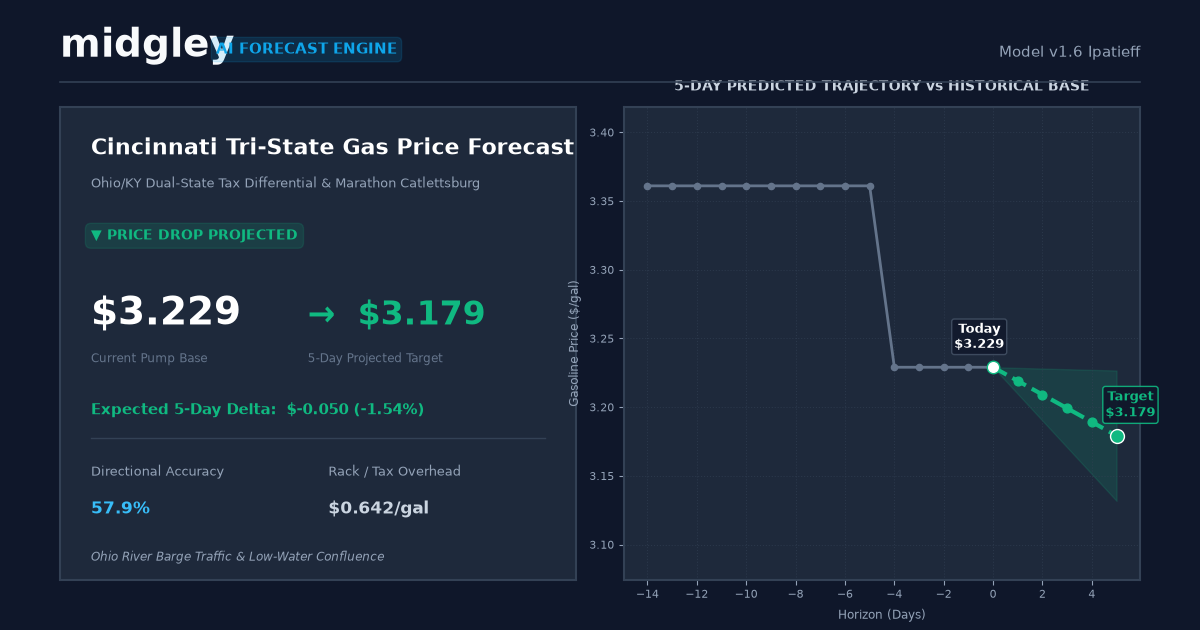 midgley
AI FORECAST ENGINE
Model v1.6 Ipatieff
Cincinnati Tri-State Gas Price Forecast
Ohio/KY Dual-State Tax Differential & Marathon Catlettsburg
▼ PRICE DROP PROJECTED
$3.229
→ $3.179
Current Pump Base
5-Day Projected Target
Expected 5-Day Delta: $-0.050 (-1.54%)
Directional Accuracy
Rack / Tax Overhead
57.9%
$0.642/gal
Ohio River Barge Traffic & Low-Water Confluence
5-DAY PREDICTED TRAJECTORY vs HISTORICAL BASE
Gasoline Price ($/gal)
3.40
3.35
3.30
3.25
3.20
3.15
3.10
Today
$3.229
Target
$3.179
−14 −12 −10 −8 −6 −4 −2 0 2 4
Horizon (Days)